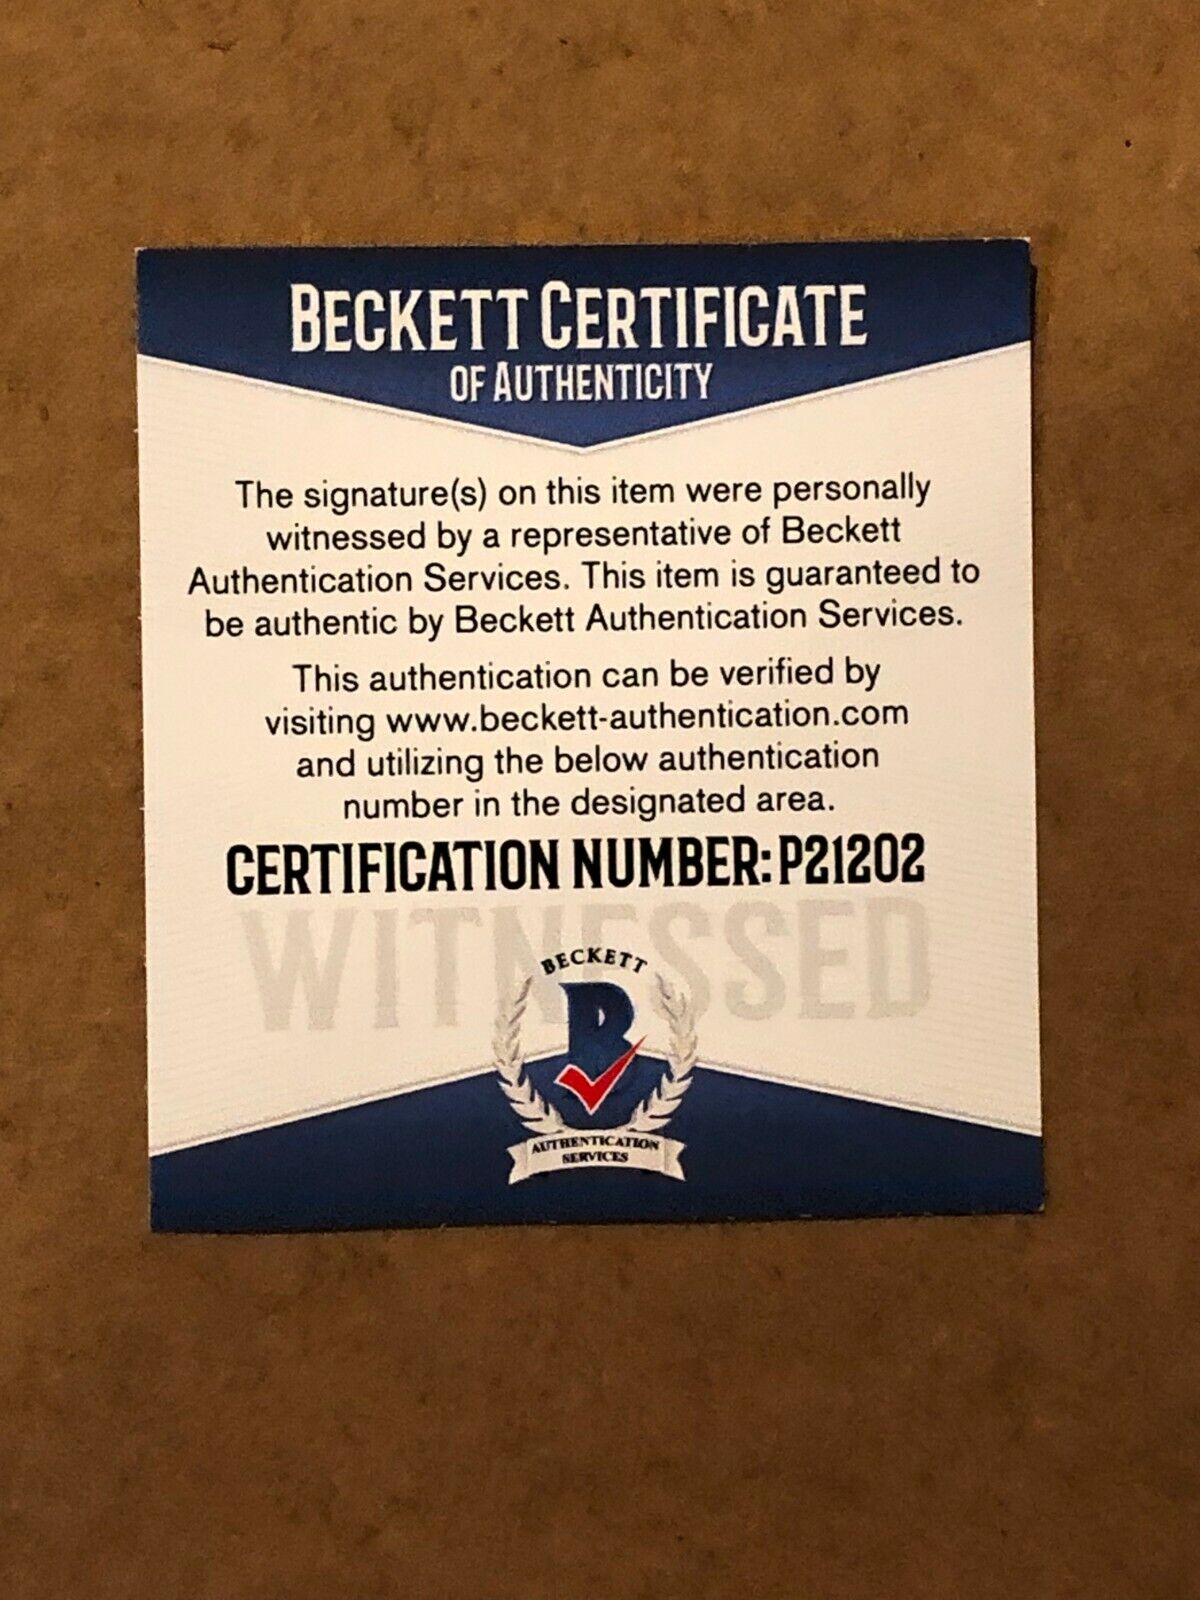 BECKETT CERTIFICATE
OF AUTHENTICITY
The signature(s) on this item were personally
witnessed by a representative of Beckett
Authentication Services. This item is guaranteed to
be authentic by Beckett Authentication Services.
This authentication can be verified by
visiting www.beckett-authentication.com
and utilizing the below authentication
number in the designated area.
CERTIFICATION NUMBER: P21202
WITNESSED
BECKETT
B
AUTHENTICATION
SERVICES